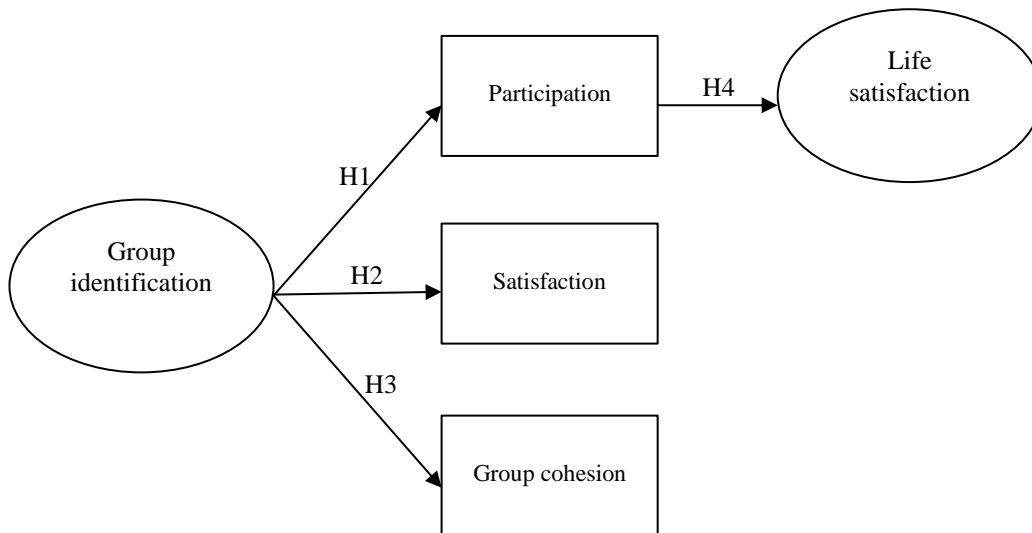 Life
satisfaction
Participation
H4
H1
Group
identification
H2
Satisfaction
H3
Group cohesion